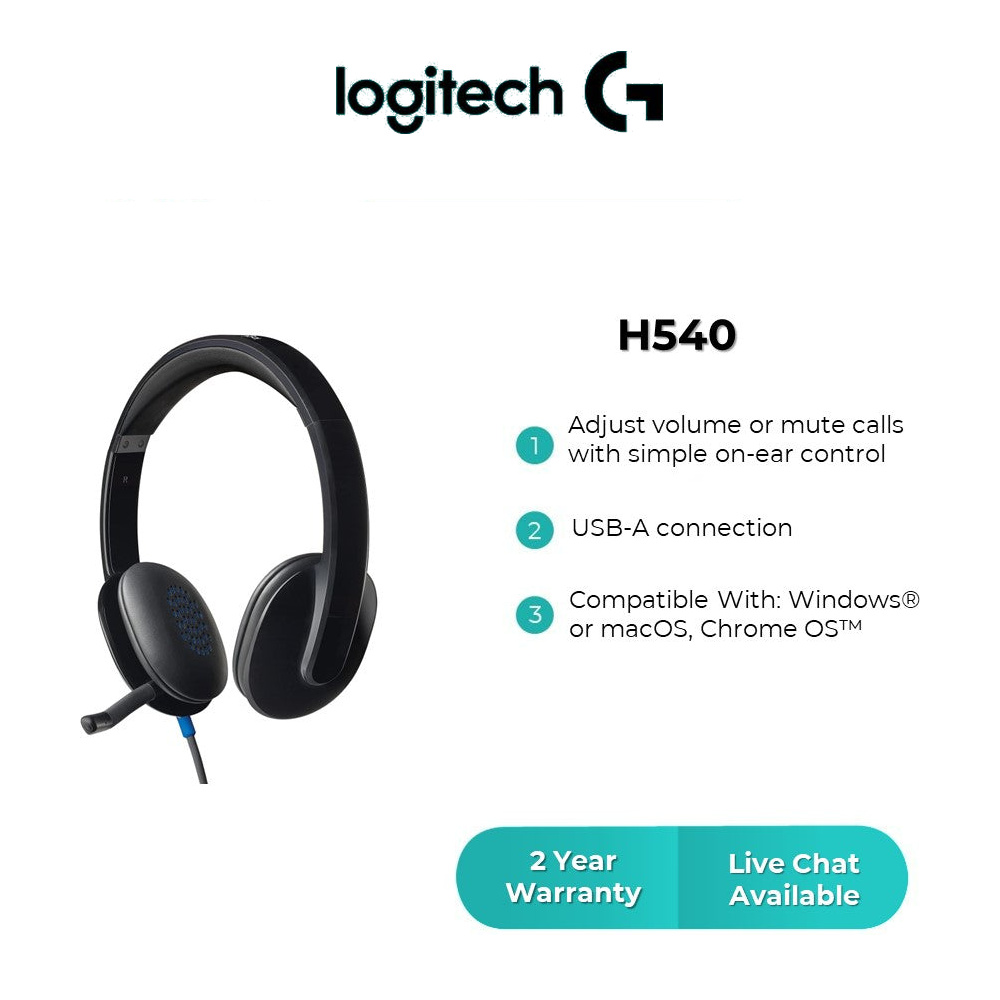 logitech G
H540
1 Adjust volume or mute calls
with simple on-ear control
2 USB-A connection
3 Compatible With: Windows®
or macOS, Chrome OS™
R
2 Year
Warranty
Live Chat
Available